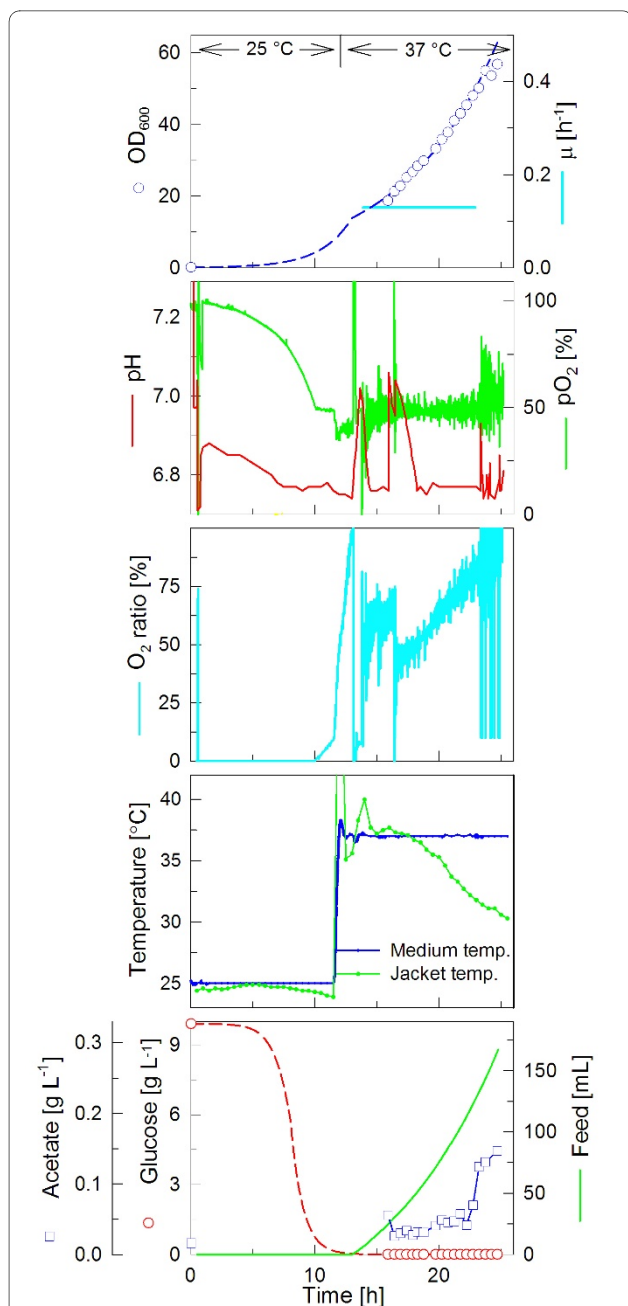 25 °C 37 °C
60
40
20
0
OD600
0.4
0.2
0.0
μ [h-1]
7.2
7.0
6.8
pH
100
50
0
pO2 [%]
75
50
25
0
O2 ratio [%]
40
35
30
25
Temperature [°C]
Medium temp.
Jacket temp.
0.3
0.2
0.1
0.0
Acetate [g L-1]
9
6
3
0
Glucose [g L-1]
150
100
50
0
Feed [mL]
0 10 20
Time [h]